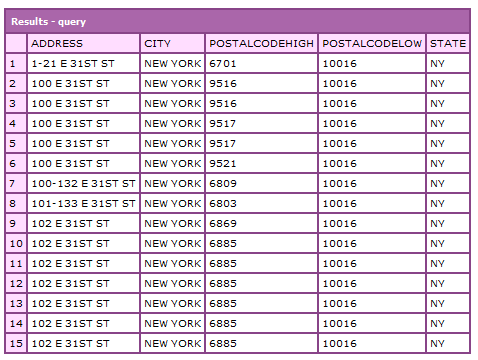 Results - query
ADDRESS CITY POSTALCODEHIGH POSTALCODELOW STATE
1 1-21 E 31ST ST NEW YORK 6701 10016 NY
2 100 E 31ST ST NEW YORK 9516 10016 NY
3 100 E 31ST ST NEW YORK 9516 10016 NY
4 100 E 31ST ST NEW YORK 9517 10016 NY
5 100 E 31ST ST NEW YORK 9517 10016 NY
6 100 E 31ST ST NEW YORK 9521 10016 NY
7 100-132 E 31ST ST NEW YORK 6809 10016 NY
8 101-133 E 31ST ST NEW YORK 6803 10016 NY
9 102 E 31ST ST NEW YORK 6869 10016 NY
10 102 E 31ST ST NEW YORK 6885 10016 NY
11 102 E 31ST ST NEW YORK 6885 10016 NY
12 102 E 31ST ST NEW YORK 6885 10016 NY
13 102 E 31ST ST NEW YORK 6885 10016 NY
14 102 E 31ST ST NEW YORK 6885 10016 NY
15 102 E 31ST ST NEW YORK 6885 10016 NY